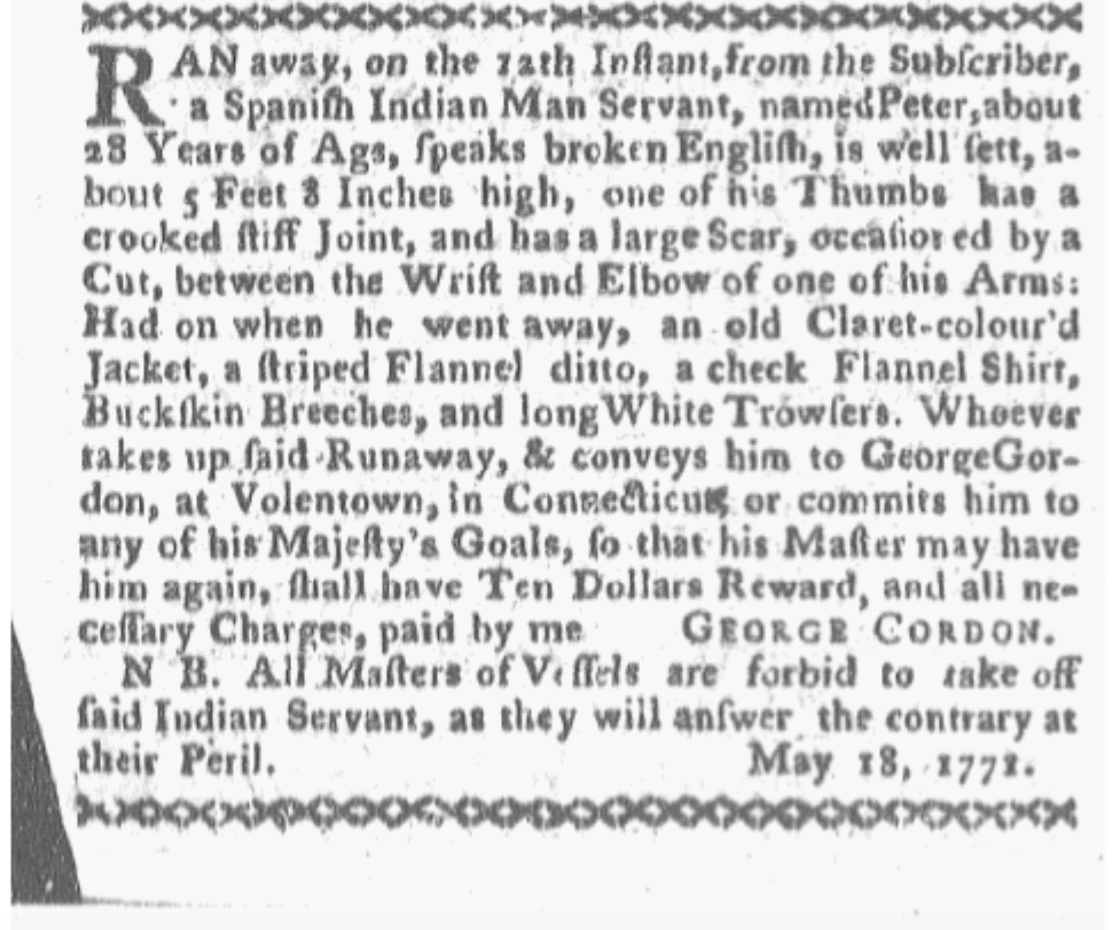 RAN away, on the 12th Inſtant, from the Subſcriber,
a Spaniſh Indian Man Servant, named Peter, about
28 Years of Age, ſpeaks broken Engliſh, is well ſett, a-
bout 5 Feet 8 Inches high, one of his Thumbs has a
crooked ſtiff Joint, and has a large Scar, occaſioned by a
Cut, between the Wriſt and Elbow of one of his Arms:
Had on when he went away, an old Claret-colour'd
Jacket, a ſtriped Flannel ditto, a check Flannel Shirt,
Buckſkin Breeches, and long White Trowſers. Whoever
takes up ſaid Runaway, & conveys him to George Gor-
don, at Volentown, in Connecticut, or commits him to
any of his Majeſty's Goals, ſo that his Maſter may have
him again, ſhall have Ten Dollars Reward, and all ne-
ceſſary Charges, paid by me GEORGE CORDON.
N B. All Maſters of Veſſels are forbid to take off
ſaid Indian Servant, as they will anſwer the contrary at
their Peril. May 18, 1771.